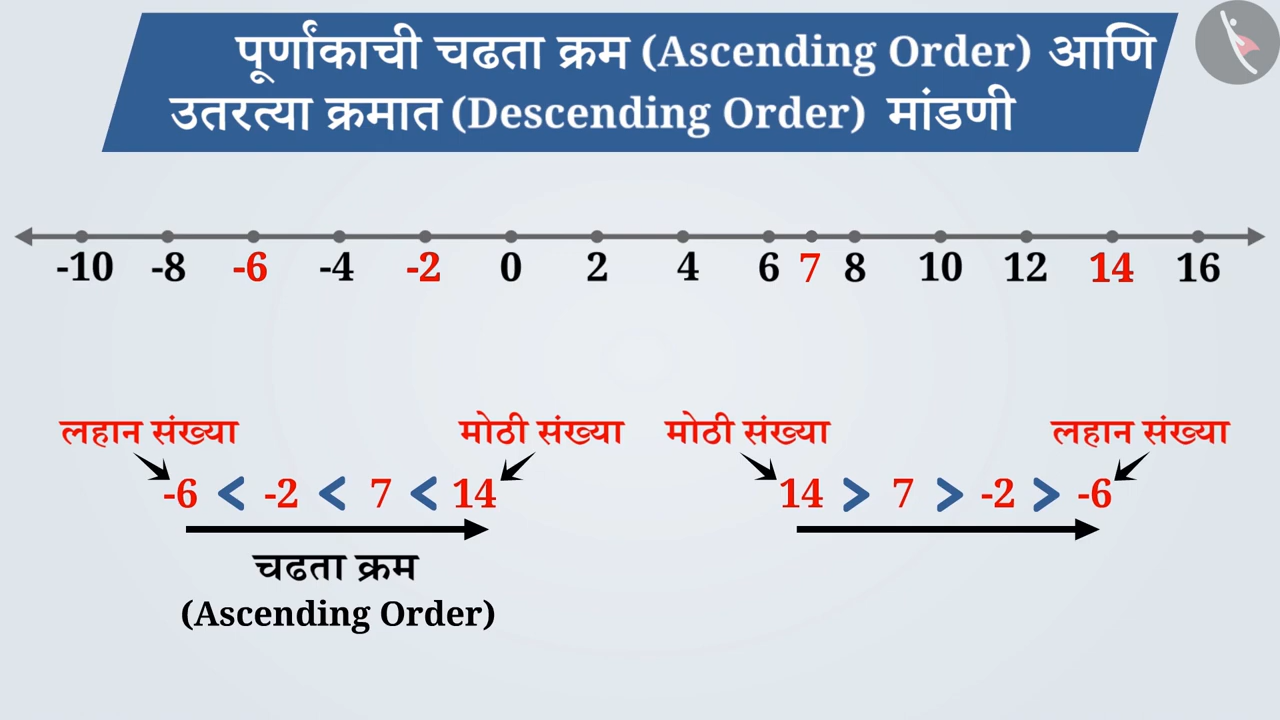 पूर्णांकाची चढता क्रम (Ascending Order) आणि
उतरत्या क्रमात (Descending Order) मांडणी
-10 -8 -6 -4 -2 0 2 4 6 7 8 10 12 14 16
लहान संख्या मोठी संख्या
-6 < -2 < 7 < 14
चढता क्रम
(Ascending Order)
मोठी संख्या लहान संख्या
14 > 7 > -2 > -6